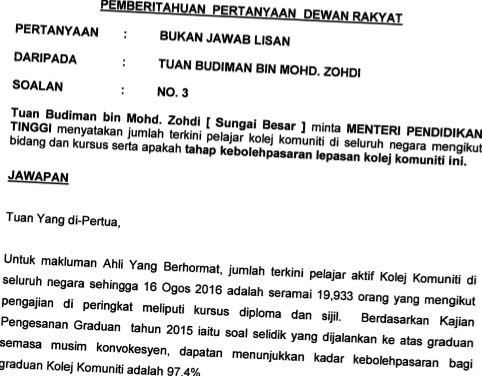 PEMBERITAHUAN PERTANYAAN DEWAN RAKYAT
PERTANYAAN : BUKAN JAWAB LISAN
DARIPADA : TUAN BUDIMAN BIN MOHD. ZOHDI
SOALAN : NO. 3
Tuan Budiman bin Mohd. Zohdi [ Sungai Besar ] minta MENTERI PENDIDIKAN
TINGGI menyatakan jumlah terkini pelajar kolej komuniti di seluruh negara mengikut
bidang dan kursus serta apakah tahap kebolehpasaran lepasan kolej komuniti ini.
JAWAPAN
Tuan Yang di-Pertua,
Untuk makluman Ahli Yang Berhormat, jumlah terkini pelajar aktif Kolej Komuniti di
seluruh negara sehingga 16 Ogos 2016 adalah seramai 19,933 orang yang mengikut
pengajian di peringkat meliputi kursus diploma dan sijil. Berdasarkan Kajian
Pengesanan Graduan tahun 2015 iaitu soal selidik yang dijalankan ke atas graduan
semasa musim konvokesyen, dapatan menunjukkan kadar kebolehpasaran bagi
graduan Kolej Komuniti adalah 97.4%